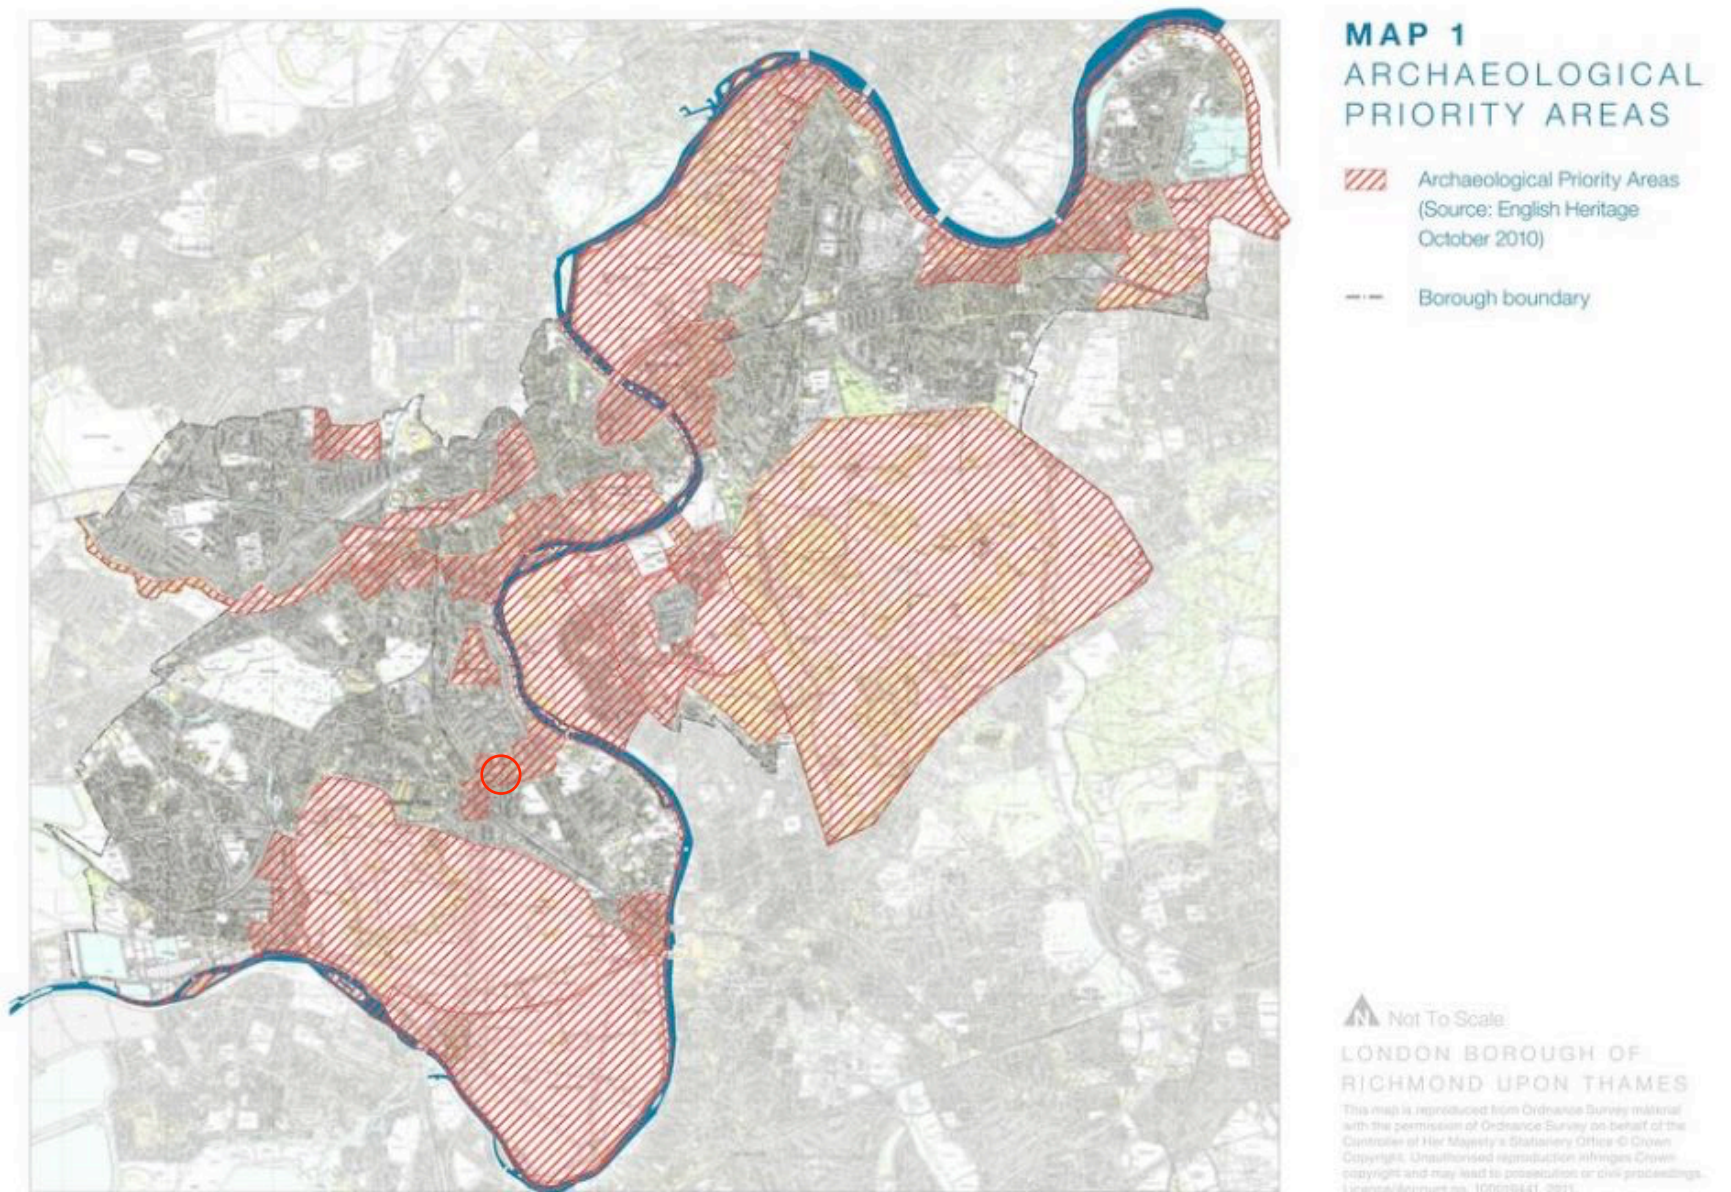 MAP 1
ARCHAEOLOGICAL
PRIORITY AREAS
Archaeological Priority Areas
(Source: English Heritage
October 2010)
Borough boundary
N Not To Scale
LONDON BOROUGH OF
RICHMOND UPON THAMES
This map is reproduced from Ordnance Survey material
with the permission of Ordnance Survey on behalf of the
Controller of Her Majesty's Stationery Office © Crown
Copyright. Unauthorised reproduction infringes Crown
copyright and may lead to prosecution or civil proceedings.